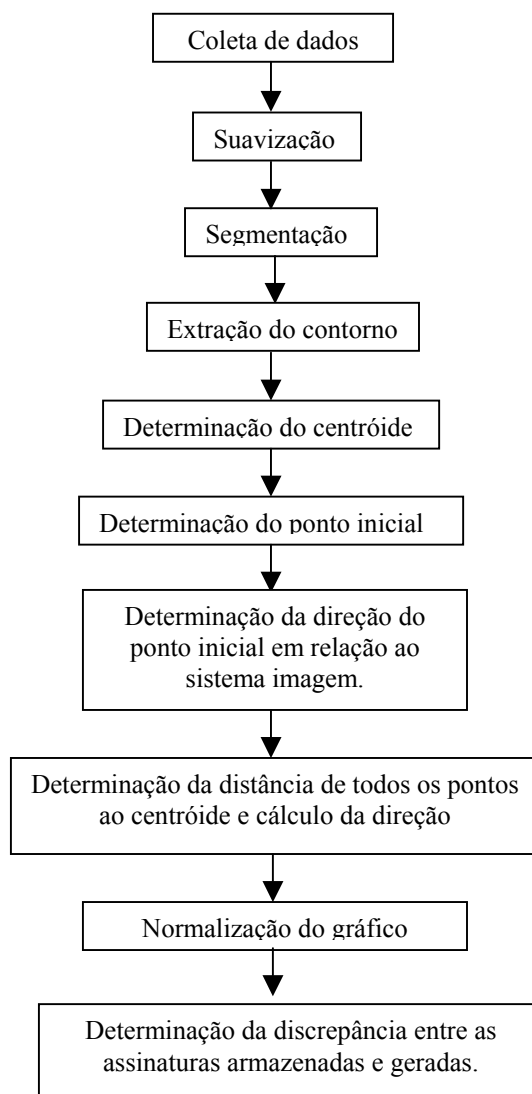 Coleta de dados
Suavização
Segmentação
Extração do contorno
Determinação do centróide
Determinação do ponto inicial
Determinação da direção do
ponto inicial em relação ao
sistema imagem.
Determinação da distância de todos os pontos
ao centróide e cálculo da direção
Normalização do gráfico
Determinação da discrepância entre as
assinaturas armazenadas e geradas.